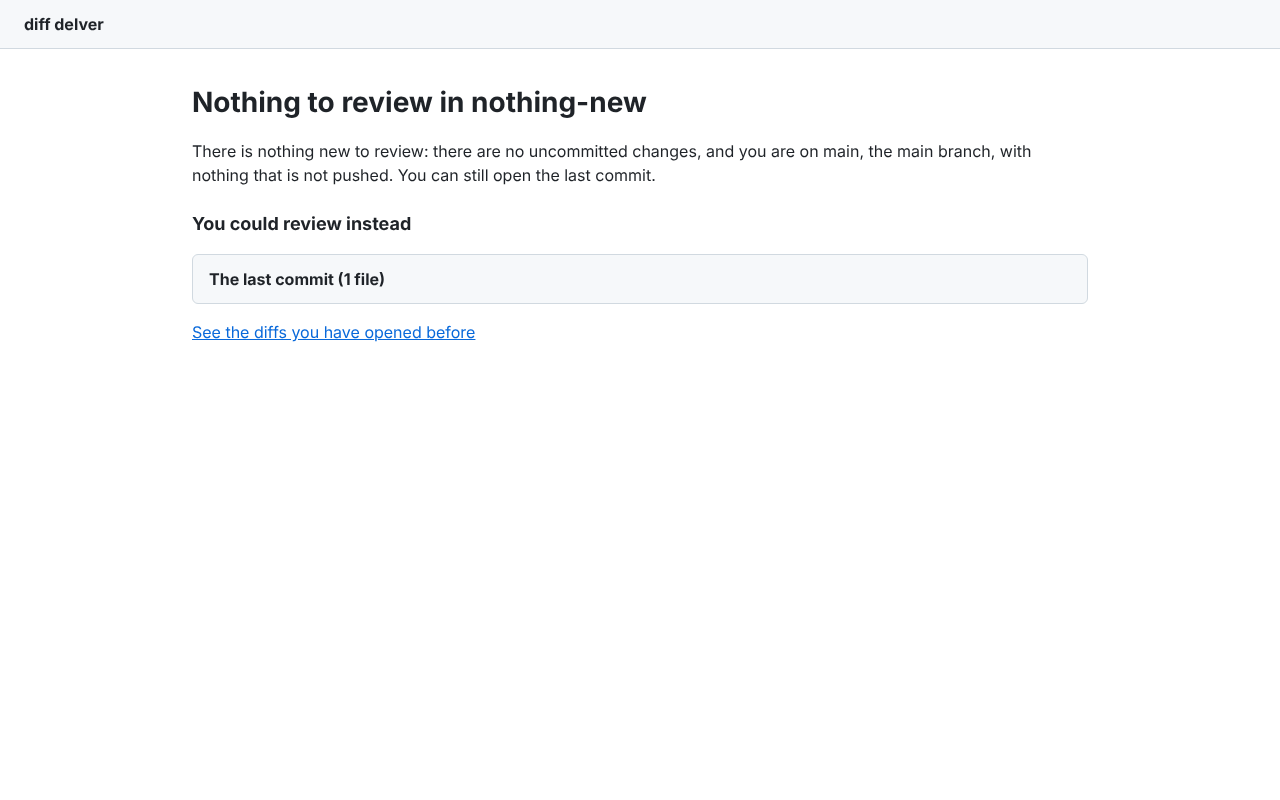 diff delver
Nothing to review in nothing-new
There is nothing new to review: there are no uncommitted changes, and you are on main, the main branch, with
nothing that is not pushed. You can still open the last commit.
You could review instead
The last commit (1 file)
See the diffs you have opened before